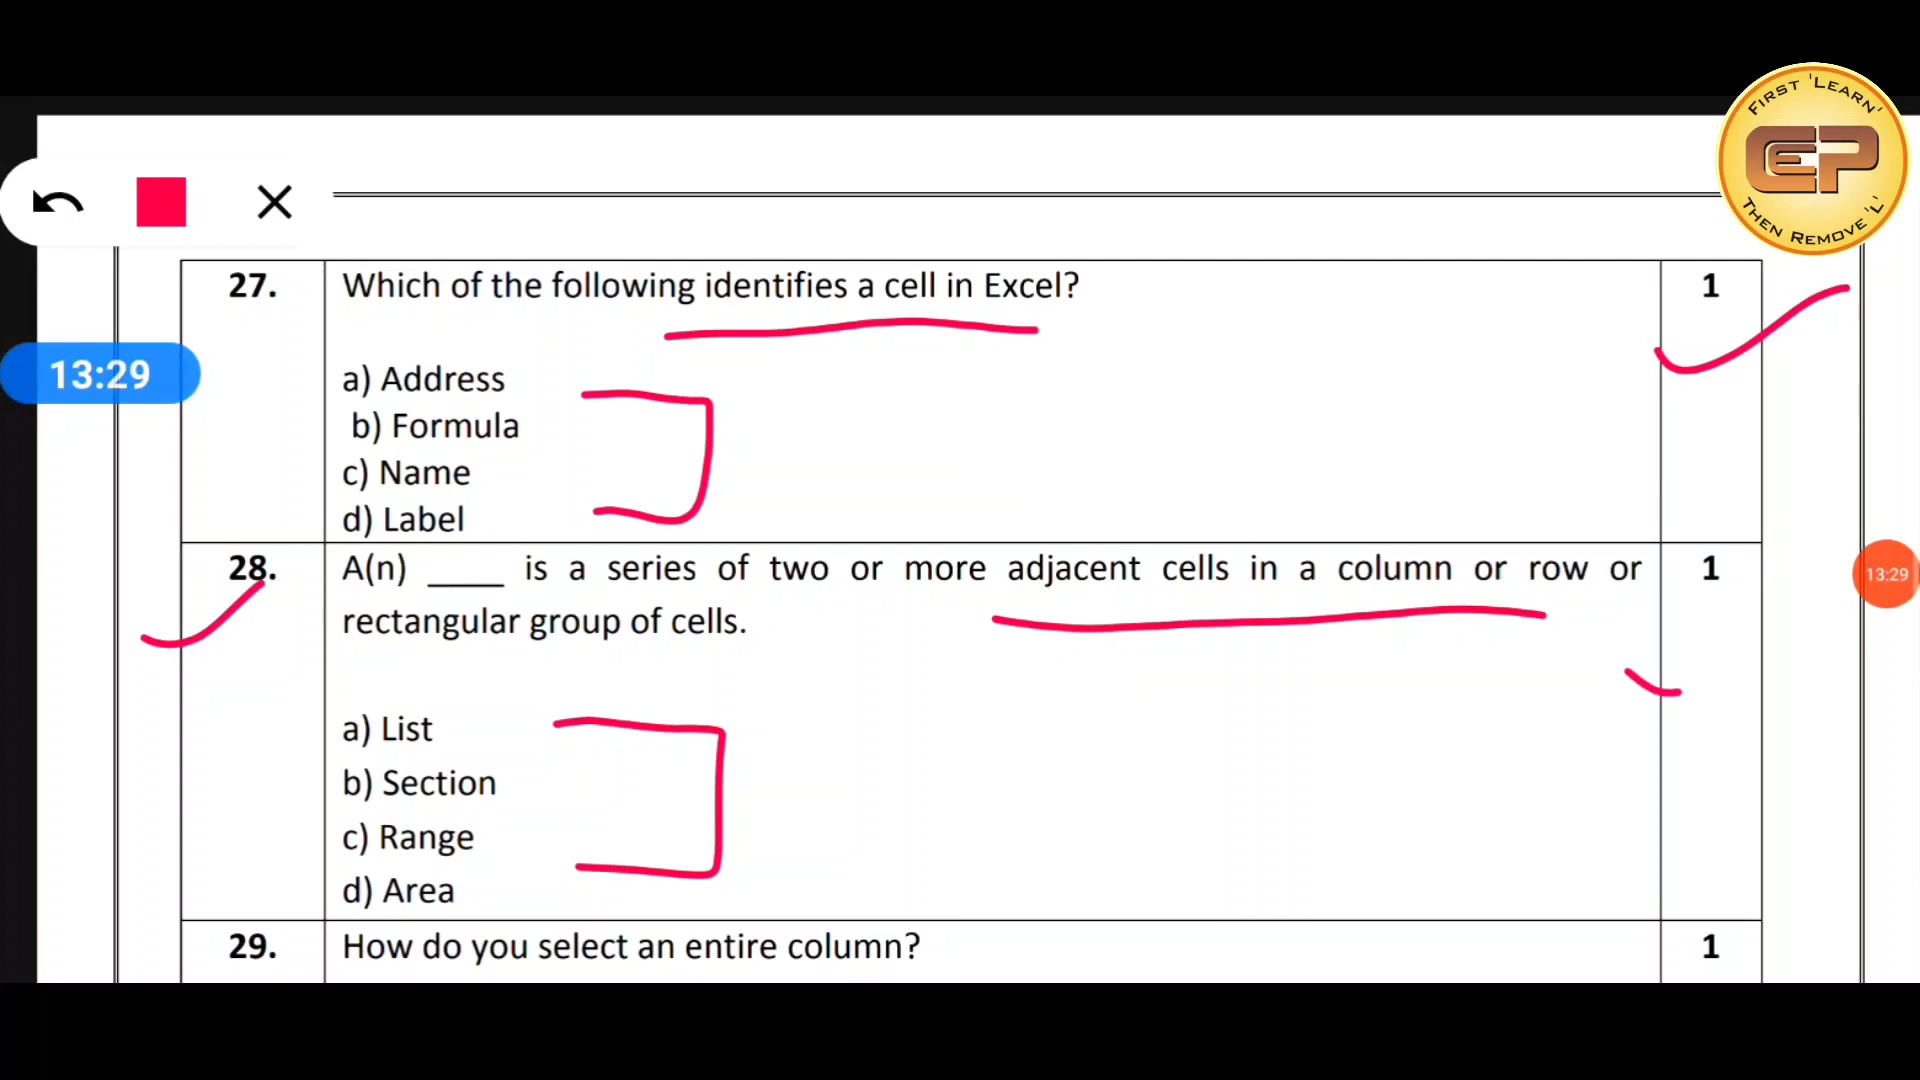 FIRST 'LEARN'
CEP
THEN REMOVE 'L'
27. Which of the following identifies a cell in Excel? 1
13:29
a) Address
b) Formula
c) Name
d) Label
28. A(n) ____ is a series of two or more adjacent cells in a column or row or 1
13:29
rectangular group of cells.
a) List
b) Section
c) Range
d) Area
29. How do you select an entire column? 1